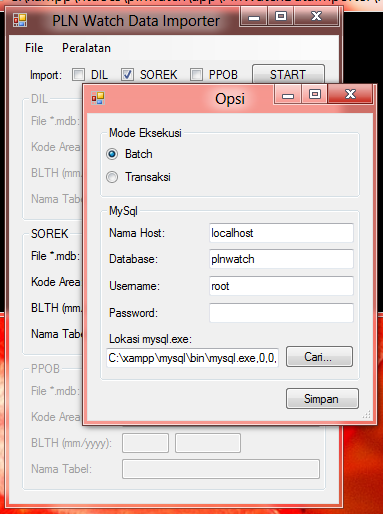 PLN Watch Data Importer
File Peralatan
Import: DIL SOREK PPOB START
DIL
File *.mdb:
Kode Area
BLTH (mm
Nama Tabel:
SOREK
File *.mdb:
Kode Area
BLTH (mm
Nama Tabel
PPOB
File *.mdb:
Kode Area
BLTH (mm/yyyy):
Nama Tabel:
Opsi
Mode Eksekusi
Batch
Transaksi
MySql
Nama Host: localhost
Database: plnwatch
Username: root
Password:
Lokasi mysql.exe:
C:\xampp\mysql\bin\mysql.exe,0,0, Cari...
Simpan